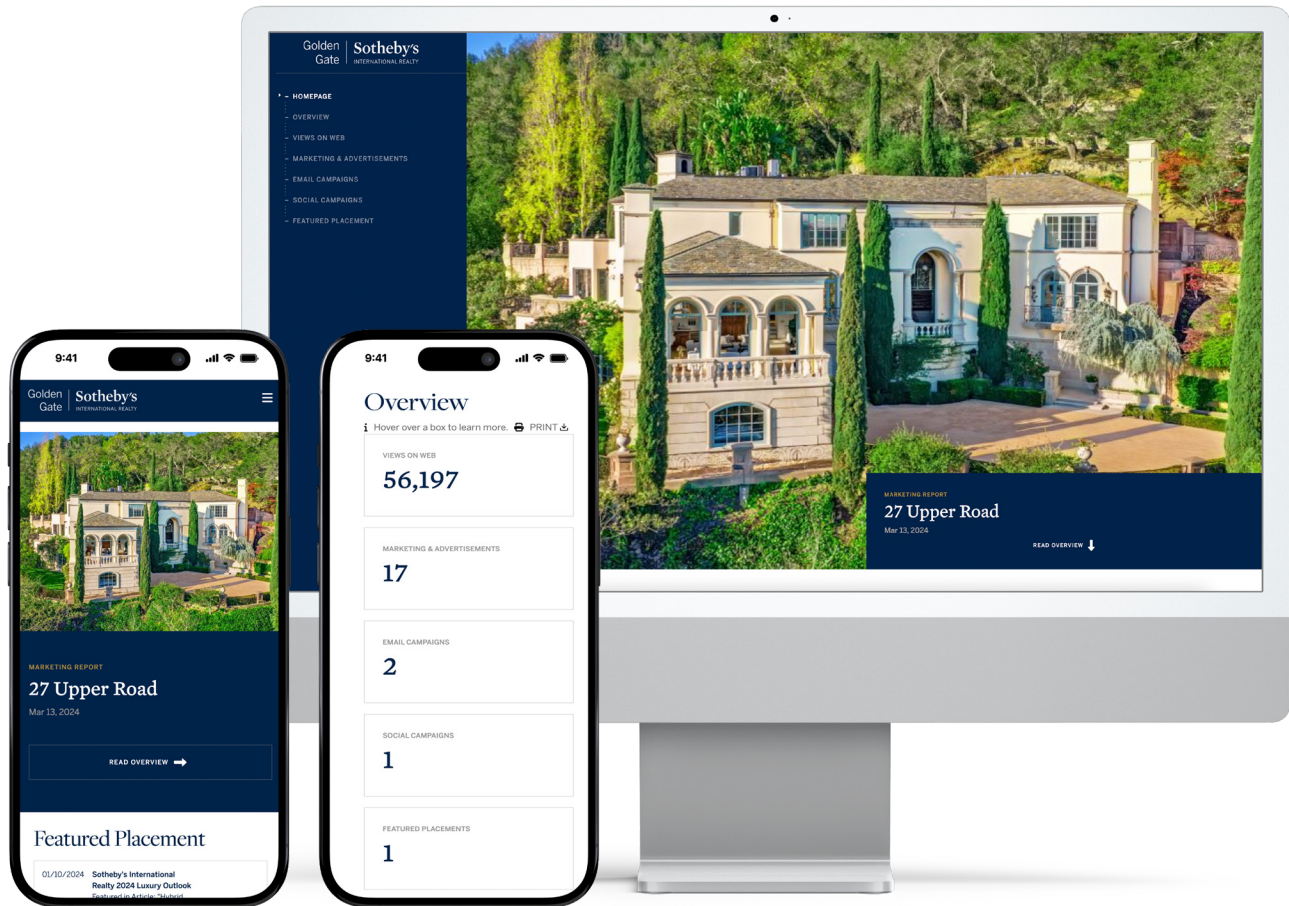 Golden
Gate
Sotheby's
INTERNATIONAL REALTY
HOMEPAGE
OVERVIEW
VIEWS ON WEB
MARKETING & ADVERTISEMENTS
EMAIL CAMPAIGNS
SOCIAL CAMPAIGNS
FEATURED PLACEMENT
MARKETING REPORT
27 Upper Road
Mar 13, 2024
READ OVERVIEW
9:41
Golden
Gate
Sotheby's
INTERNATIONAL REALTY
MARKETING REPORT
27 Upper Road
Mar 13, 2024
READ OVERVIEW
Featured Placement
01/10/2024 Sotheby's International
Realty 2024 Luxury Outlook
Featured in Article: "Hybrid
9:41
Overview
Hover over a box to learn more. PRINT
VIEWS ON WEB
56,197
MARKETING & ADVERTISEMENTS
17
EMAIL CAMPAIGNS
2
SOCIAL CAMPAIGNS
1
FEATURED PLACEMENTS
1